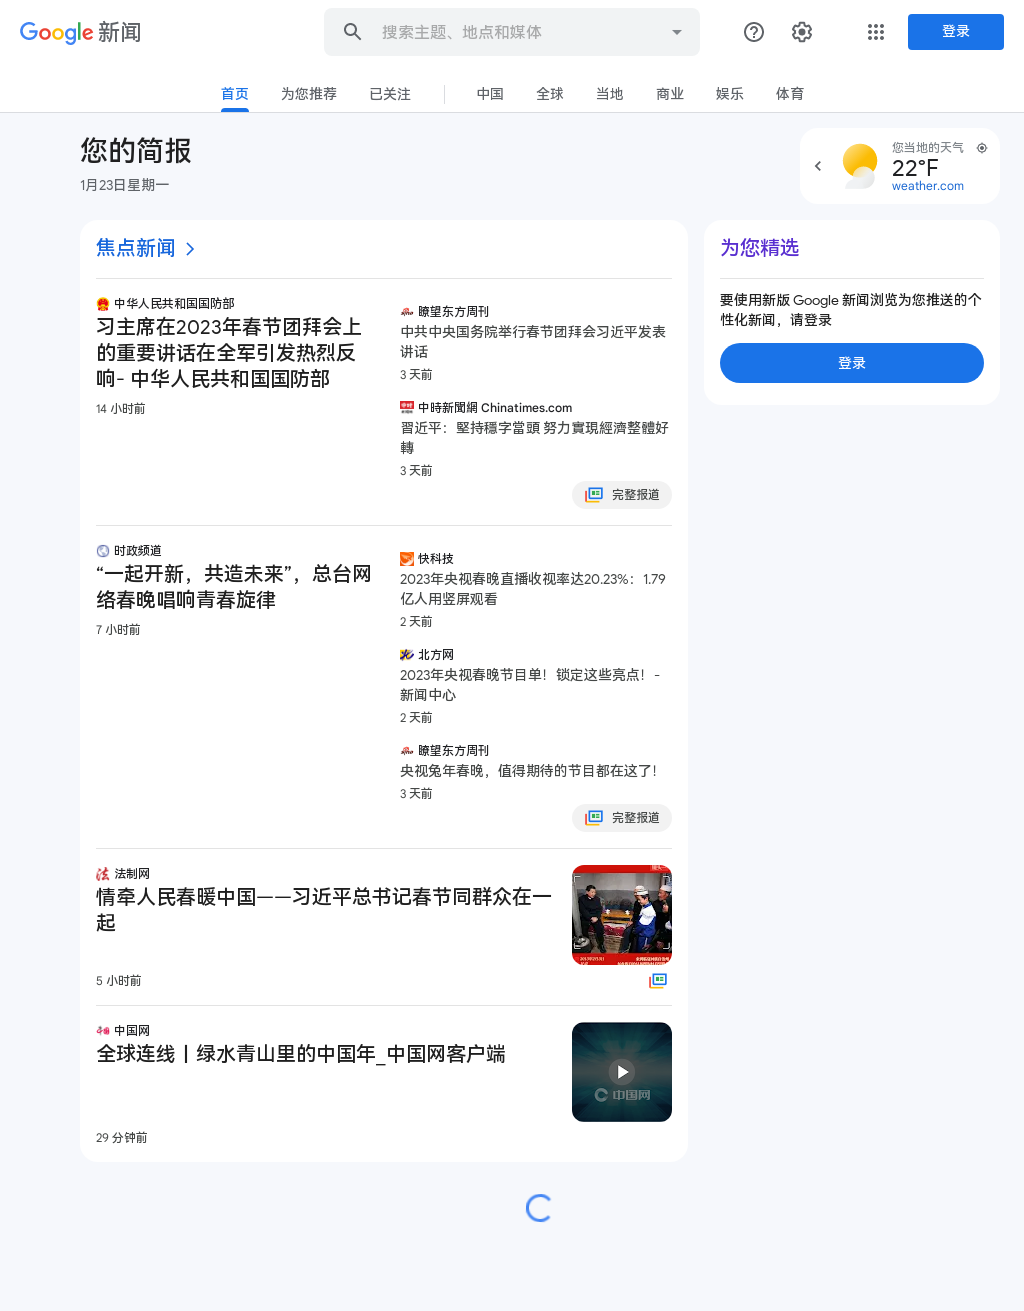 Google 新闻
搜索主题、地点和媒体
登录
首页
为您推荐
已关注
中国
全球
当地
商业
娱乐
体育
您的简报
1月23日星期一
您当地的天气
22°F
weather.com
焦点新闻
中华人民共和国国防部
习主席在2023年春节团拜会上
的重要讲话在全军引发热烈反
响- 中华人民共和国国防部
14 小时前
瞭望东方周刊
中共中央国务院举行春节团拜会习近平发表
讲话
3 天前
中時新聞網 Chinatimes.com
習近平：堅持穩字當頭 努力實現經濟整體好
轉
3 天前
完整报道
时政频道
“一起开新，共造未来”，总台网
络春晚唱响青春旋律
7 小时前
快科技
2023年央视春晚直播收视率达20.23%：1.79
亿人用竖屏观看
2 天前
北方网
2023年央视春晚节目单！锁定这些亮点！-
新闻中心
2 天前
瞭望东方周刊
央视兔年春晚，值得期待的节目都在这了！
3 天前
完整报道
法制网
情牵人民春暖中国——习近平总书记春节同群众在一
起
5 小时前
中国网
全球连线丨绿水青山里的中国年_中国网客户端
中国网
29 分钟前
为您精选
要使用新版 Google 新闻浏览为您推送的个
性化新闻，请登录
登录